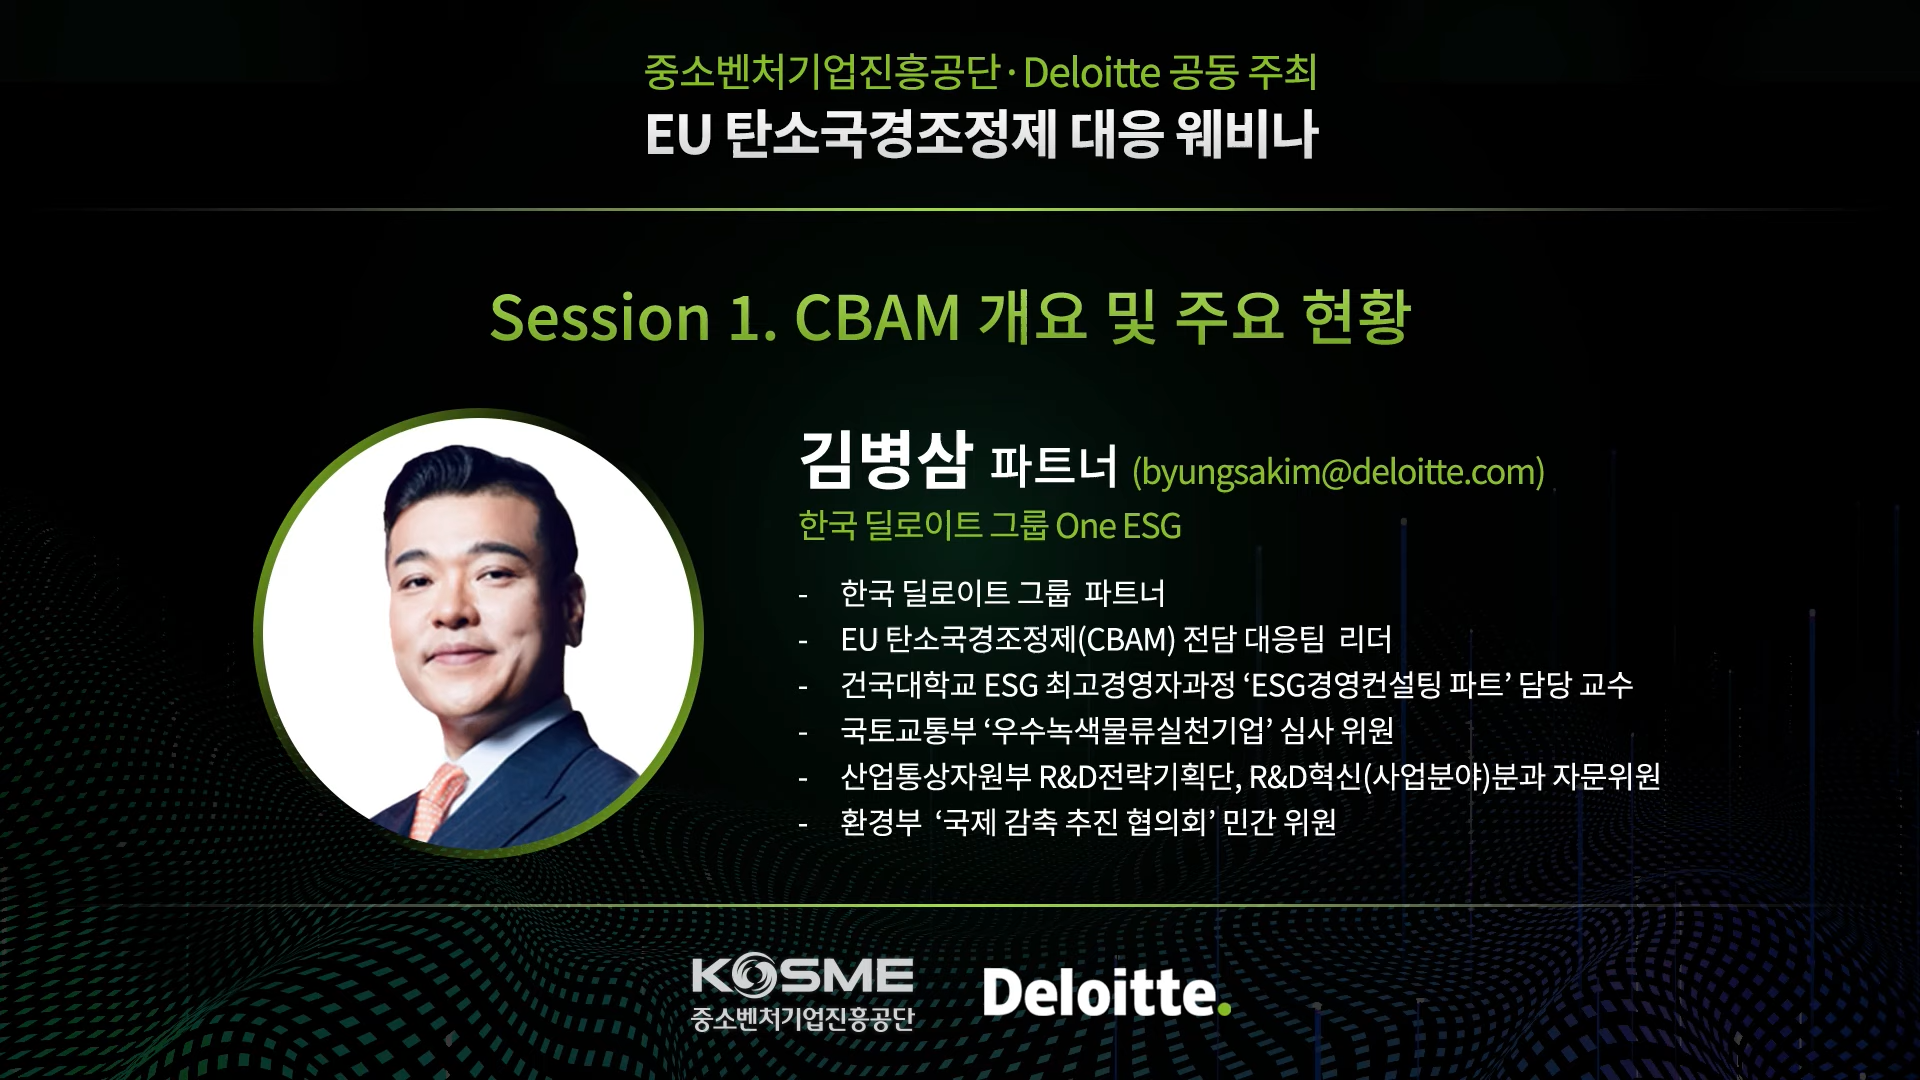 중소벤처기업진흥공단·Deloitte 공동 주최
EU 탄소국경조정제 대응 웨비나
Session 1. CBAM 개요 및 주요 현황
김병삼 파트너 (byungsakim@deloitte.com)
한국 딜로이트 그룹 One ESG
- 한국 딜로이트 그룹 파트너
- EU 탄소국경조정제(CBAM) 전담 대응팀 리더
- 건국대학교 ESG 최고경영자과정 ‘ESG경영컨설팅 파트’ 담당 교수
- 국토교통부 ‘우수녹색물류실천기업’ 심사 위원
- 산업통상자원부 R&D전략기획단, R&D혁신(사업분야)분과 자문위원
- 환경부 ‘국제 감축 추진 협의회’ 민간 위원
KOSME
중소벤처기업진흥공단
Deloitte.